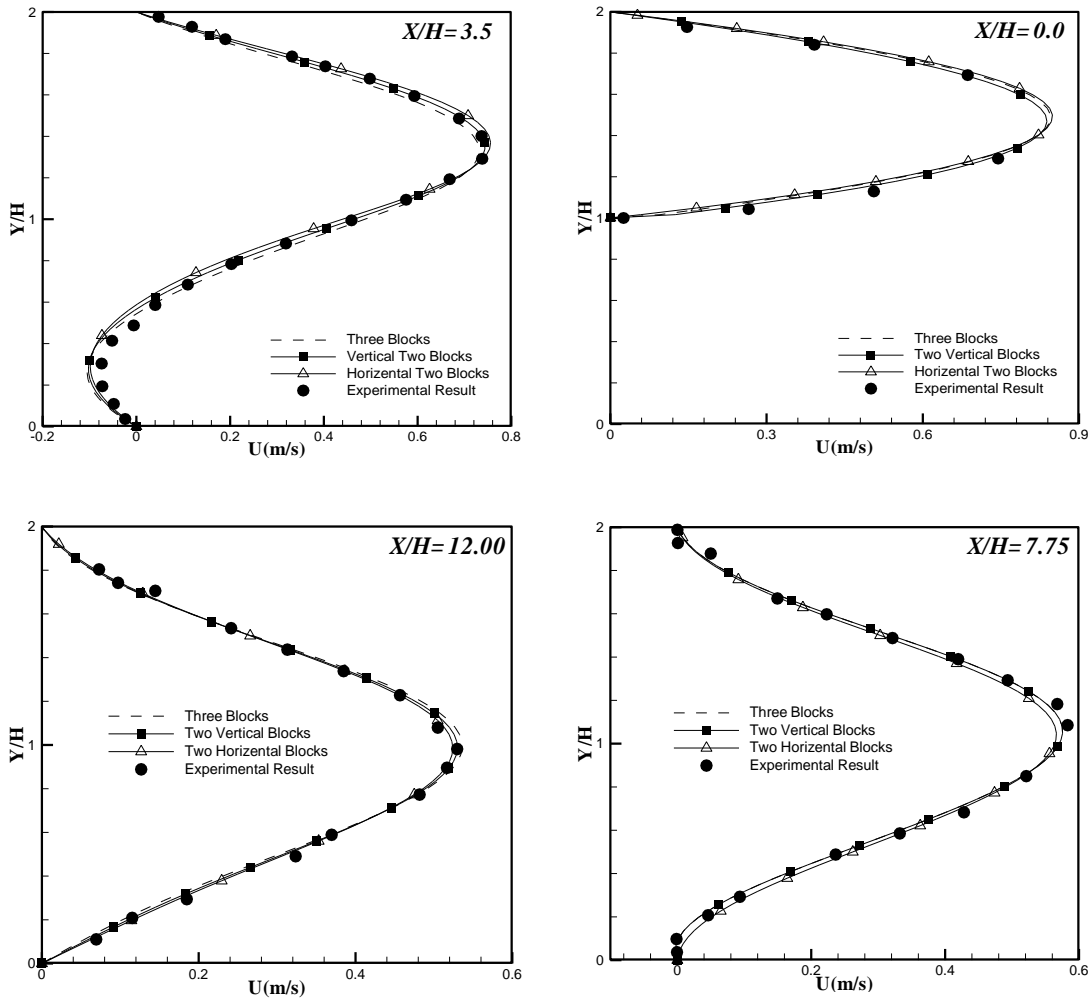 X/H= 3.5
2
1
0
Y/H
Three Blocks
Vertical Two Blocks
Horizental Two Blocks
Experimental Result
-0.2 0 0.2 0.4 0.6 0.8
U(m/s)
X/H= 0.0
2
1
0
Y/H
Three Blocks
Two Vertical Blocks
Horizental Two Blocks
Experimental Result
0 0.3 0.6 0.9
U(m/s)
X/H= 12.00
2
1
0
Y/H
Three Blocks
Two Vertical Blocks
Two Horizental Blocks
Experimental Result
0 0.2 0.4 0.6
U(m/s)
X/H= 7.75
2
1
0
Y/H
Three Blocks
Two Vertical Blocks
Two Horizental Blocks
Experimental Result
0 0.2 0.4 0.6
U(m/s)